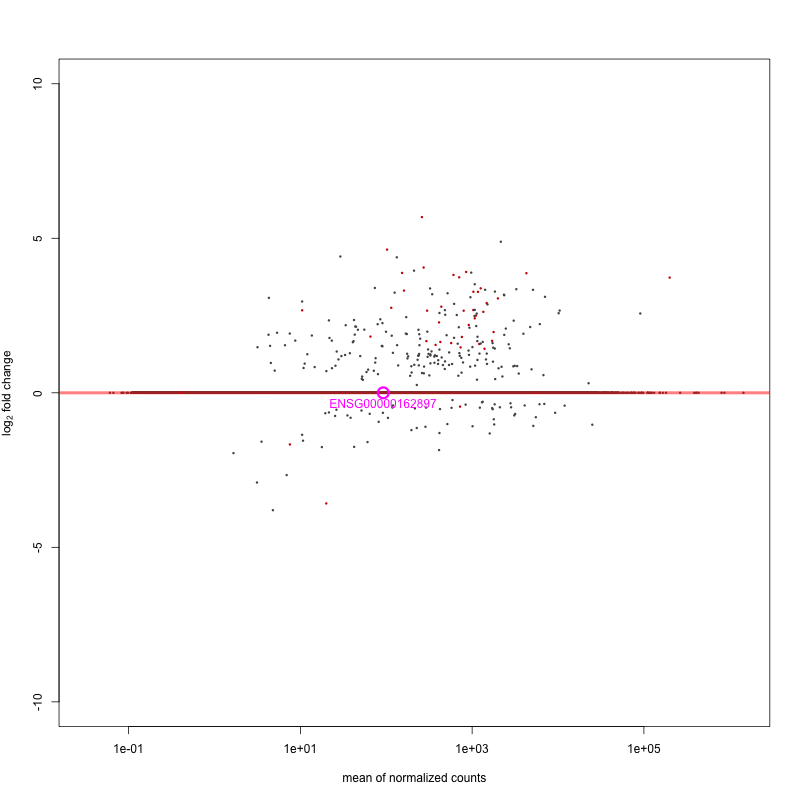 10
5
0
-5
-10
log2 fold change
ENSG00000162897
1e-01
1e+01
1e+03
1e+05
mean of normalized counts